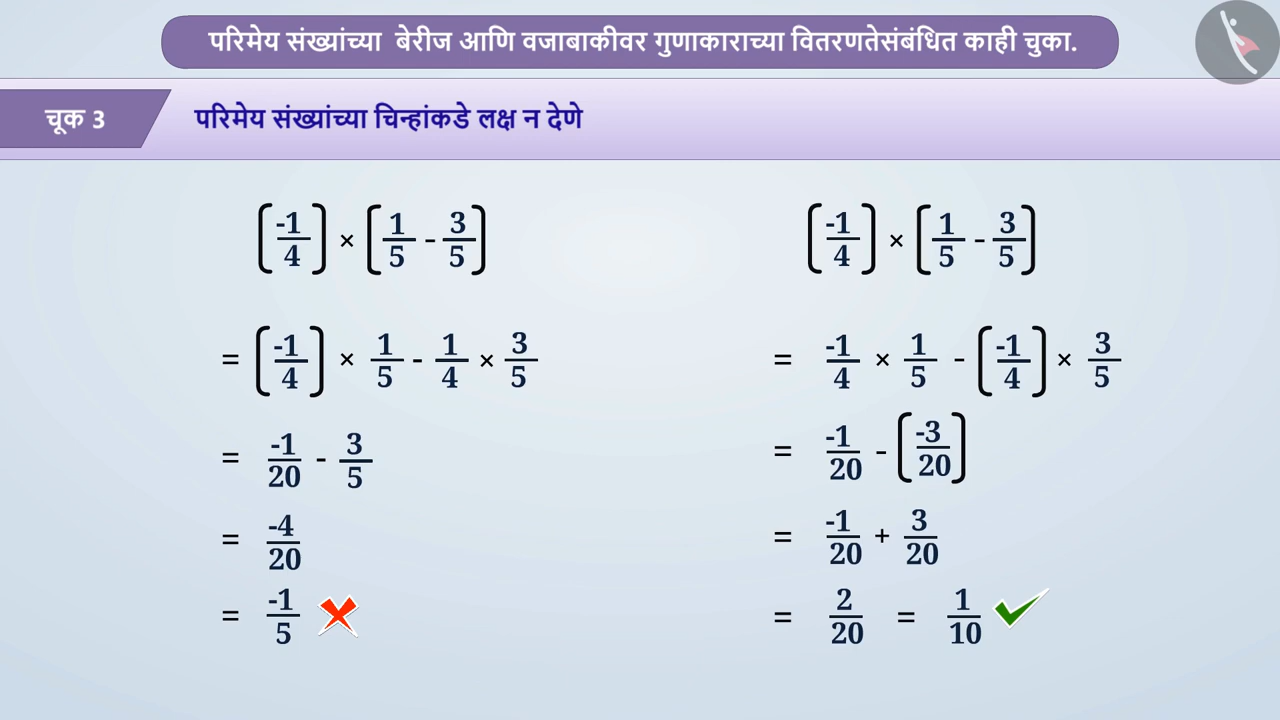 परिमेय संख्यांच्या बेरीज आणि वजाबाकीवर गुणाकाराच्या वितरणतेसंबंधित काही चुका.
चूक 3
परिमेय संख्यांच्या चिन्हांकडे लक्ष न देणे
(-1/4) × (1/5 - 3/5)
= (-1/4) × 1/5 - 1/4 × 3/5
= -1/20 - 3/5
= -4/20
= -1/5
(-1/4) × (1/5 - 3/5)
= -1/4 × 1/5 - (-1/4) × 3/5
= -1/20 - (-3/20)
= -1/20 + 3/20
= 2/20 = 1/10